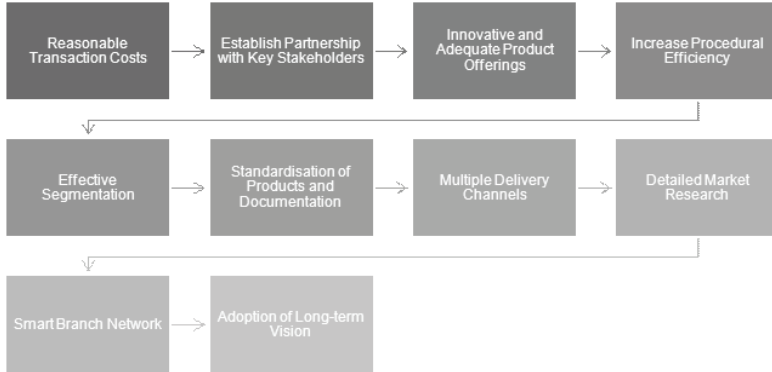 Reasonable
Transaction Costs
Establish Partnership
with Key Stakeholders
Innovative and
Adequate Product
Offerings
Increase Procedural
Efficiency
Effective
Segmentation
Standardisation of
Products and
Documentation
Multiple Delivery
Channels
Detailed Market
Research
Smart Branch Network
Adoption of Long-term
Vision